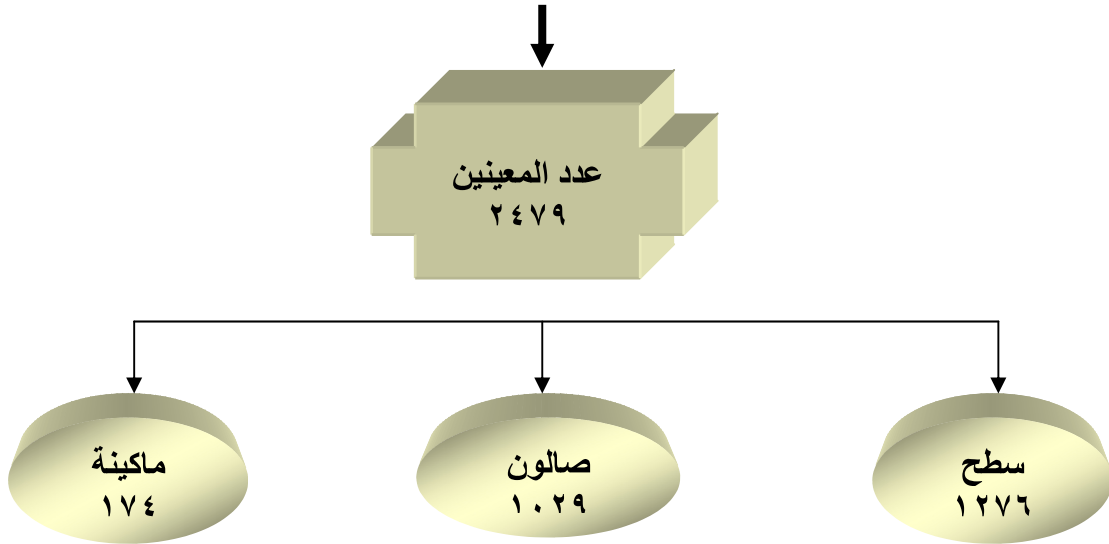 عدد المعينين
٢٤٧٩
سطح
١٢٧٦
صالون
١٠٢٩
ماكينة
١٧٤